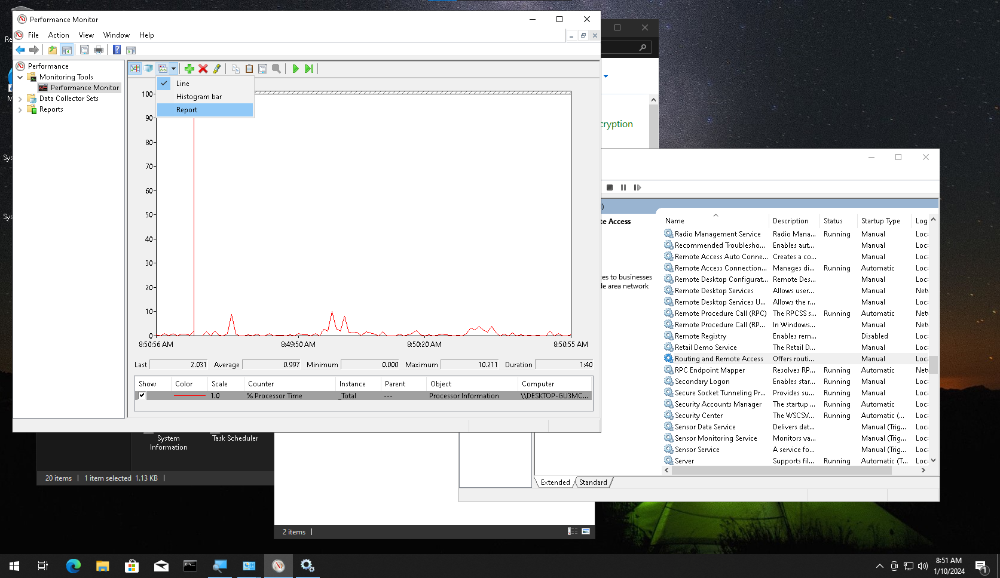 Performance Monitor
File Action View Window Help
Performance
Monitoring Tools
Performance Monitor
Data Collector Sets
Reports
Line
Histogram bar
Report
100
90
80
70
60
50
40
30
20
10
0
8:50:56 AM 8:49:50 AM 8:50:20 AM 8:50:55 AM
Last 2.031 Average 0.997 Minimum 0.000 Maximum 10.211 Duration 1:40
Show Color Scale Counter Instance Parent Object Computer
1.0 % Processor Time _Total --- Processor Information \\DESKTOP-GU3MC...
cryption
te Access
ces to businesses
de area network
Name Description Status Startup Type Log
Radio Management Service Radio Mana... Running Manual Loc
Recommended Troublesho... Enables aut... Manual Loc
Remote Access Auto Conne... Creates a co... Manual Loc
Remote Access Connection... Manages di... Running Automatic Loc
Remote Desktop Configurat... Remote Des... Manual Loc
Remote Desktop Services Allows user... Manual Net
Remote Desktop Services U... Allows the r... Manual Loc
Remote Procedure Call (RPC) The RPCSS s... Running Automatic Net
Remote Procedure Call (RP... In Windows... Manual Net
Remote Registry Enables rem... Disabled Loc
Retail Demo Service The Retail D... Manual Loc
Routing and Remote Access Offers routi... Manual Loc
RPC Endpoint Mapper Resolves RP... Running Automatic Net
Secondary Logon Enables star... Running Manual Loc
Secure Socket Tunneling Pr... Provides su... Running Manual Loc
Security Accounts Manager The startup ... Running Automatic Loc
Security Center The WSCSV... Running Automatic (... Loc
Sensor Data Service Delivers dat... Manual (Trig... Loc
Sensor Monitoring Service Monitors va... Manual (Trig... Loc
Sensor Service A service fo... Manual (Trig... Loc
Server Supports fil... Running Automatic (T... Loc
Extended Standard
System
Information
Task Scheduler
20 items 1 item selected 1.13 KB
2 items
Re
M
Sys
Sys
8:51 AM
1/10/2024
1